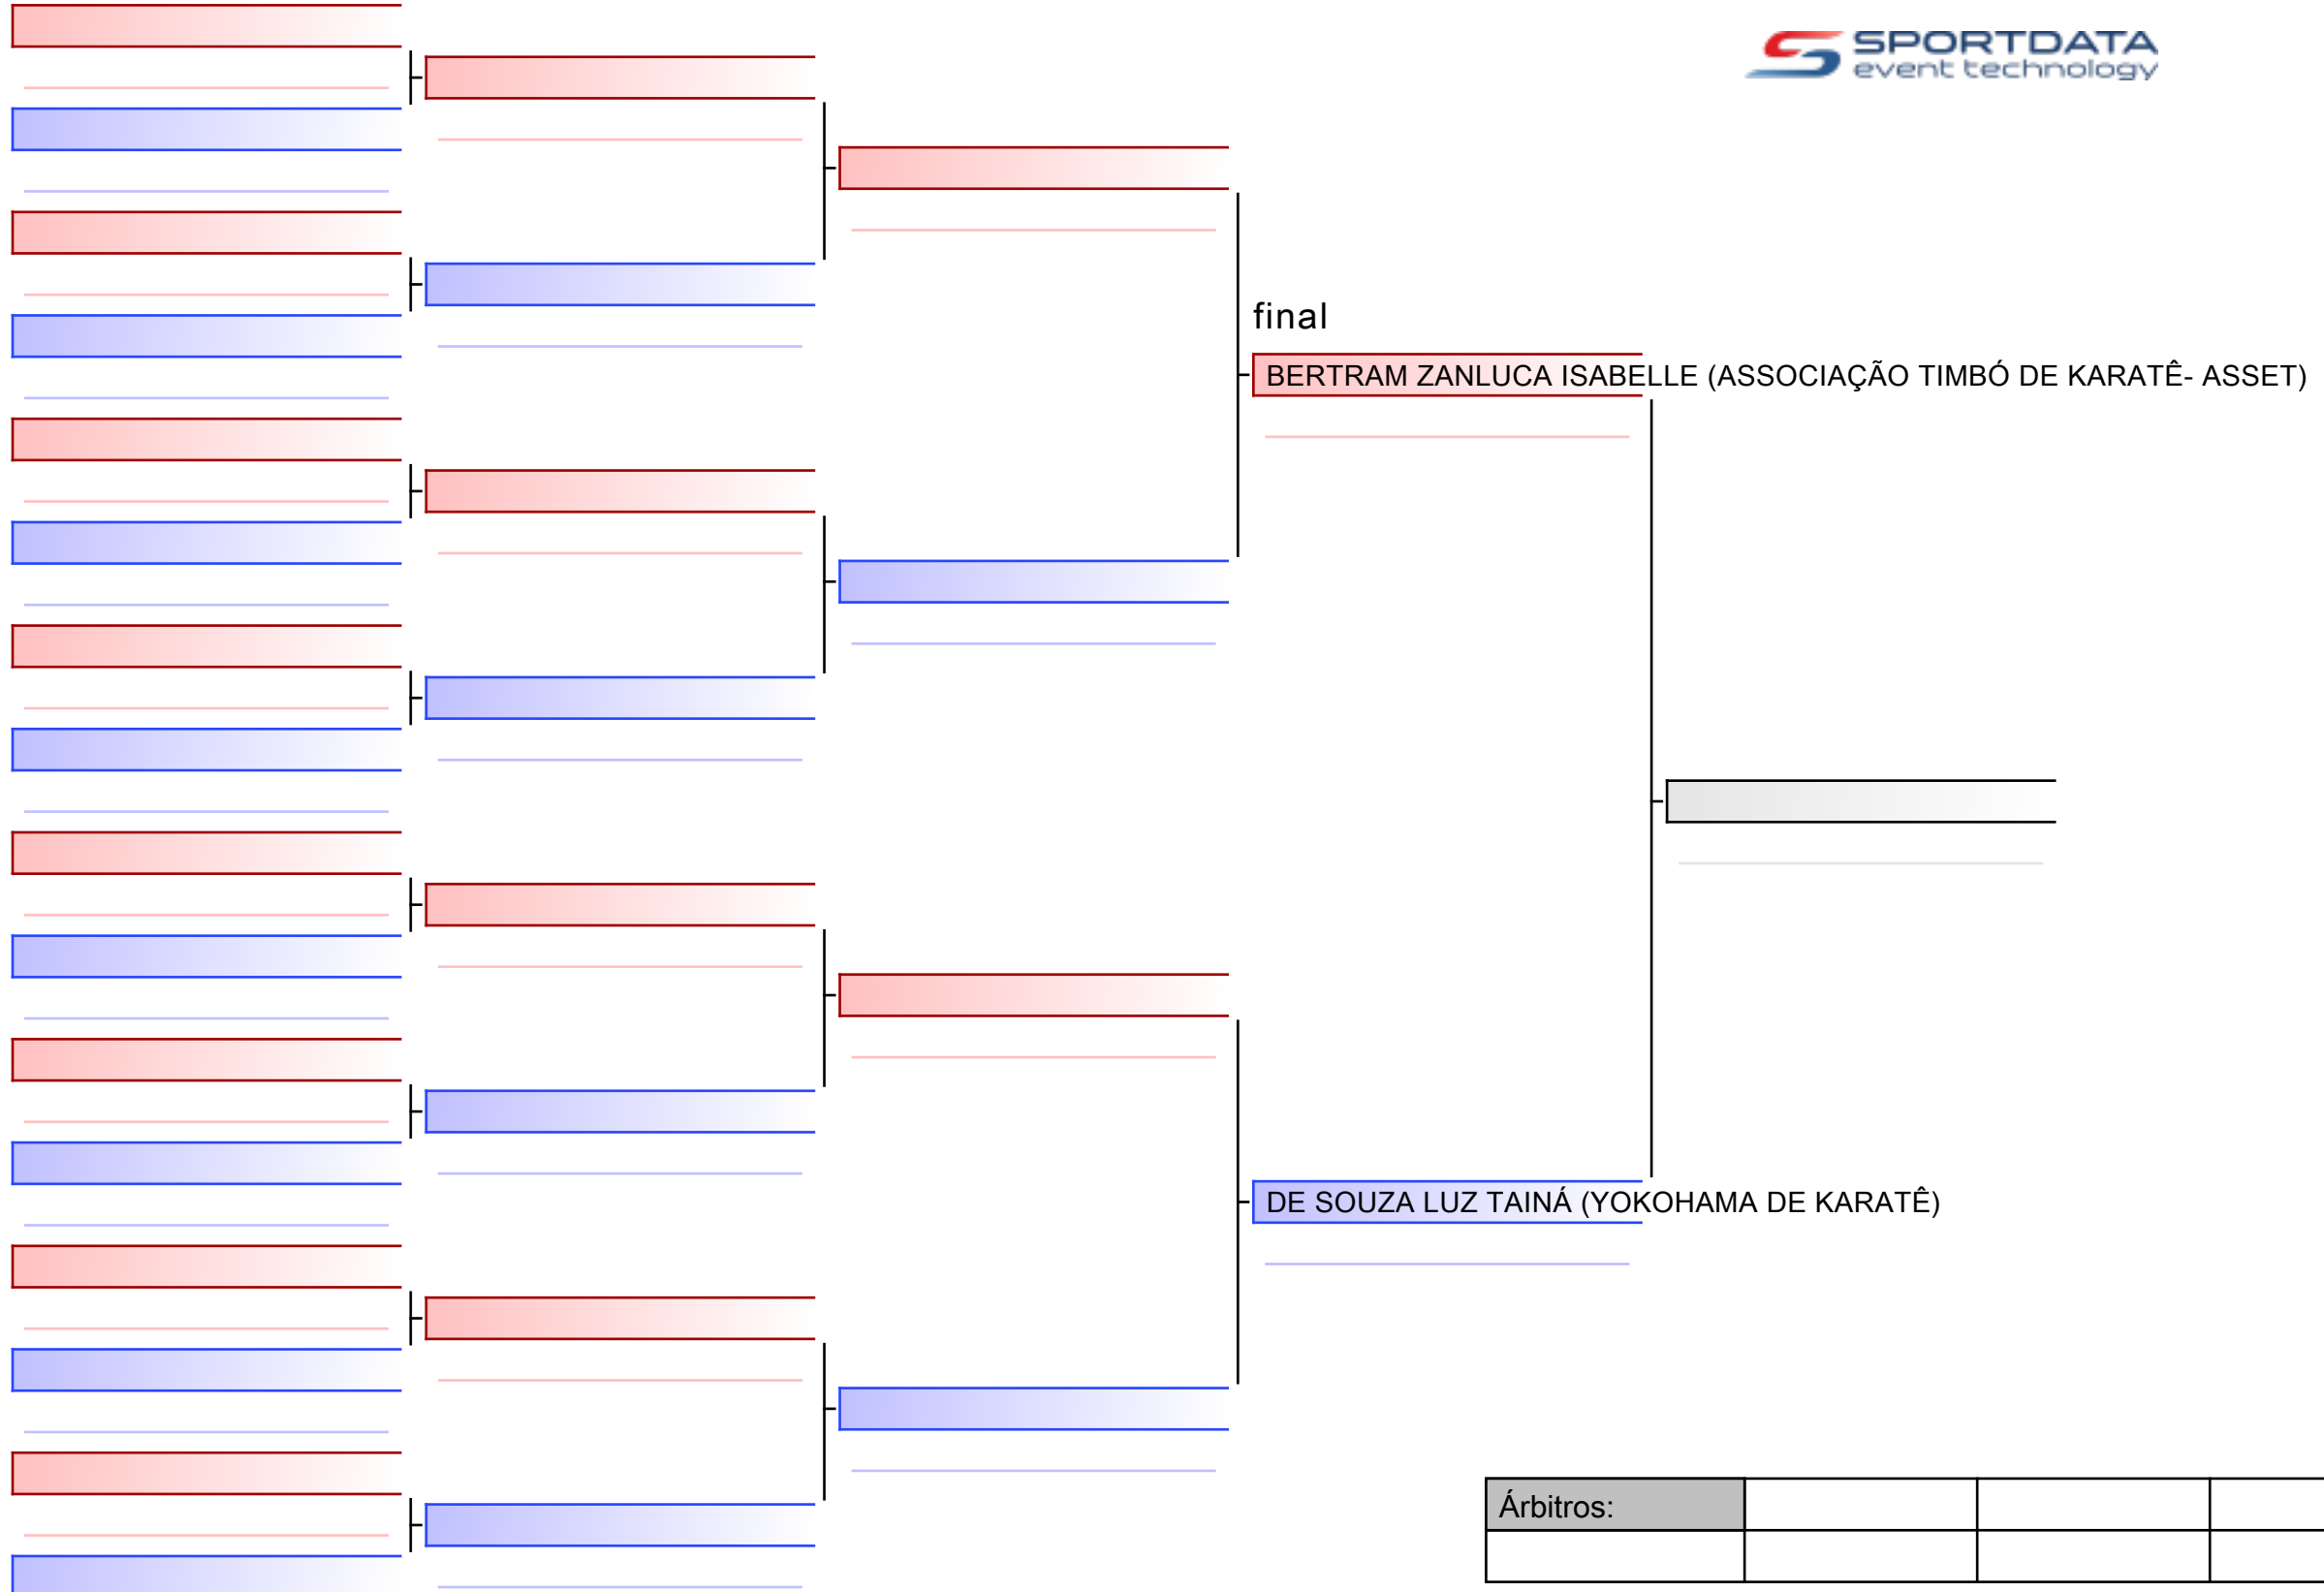 SPORTDATA
event technology
final
BERTRAM ZANLUCA ISABELLE (ASSOCIAÇÃO TIMBÓ DE KARATÊ- ASSET)
DE SOUZA LUZ TAINÁ (YOKOHAMA DE KARATÊ)
Árbitros: